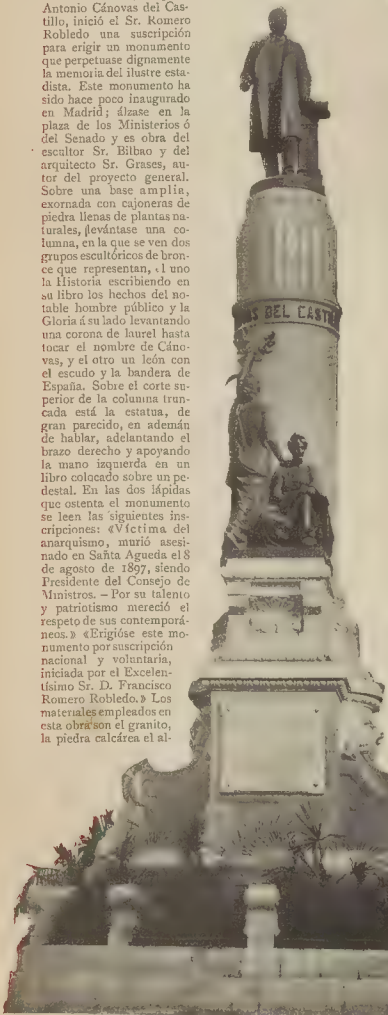 Antonio Cánovas del Cas-
tillo, inició el Sr. Romero
Robledo una suscripción
para erigir un monumento
que perpetuase dignamente
la memoria del ilustre esta-
dista. Este monumento ha
sido hace poco inaugurado
en Madrid; álzase en la
plaza de los Ministerios ó
del Senado y es obra del
escultor Sr. Bilbao y del
arquitecto Sr. Grases, au-
tor del proyecto general.
Sobre una base amplia,
exornada con cajoneras de
piedra llenas de plantas na-
turales, levántase una co-
lumna, en la que se ven dos
grupos escultóricos de bron-
ce que representan, el uno
la Historia escribiendo en
su libro los hechos del no-
table hombre público y la
Gloria á su lado levantando
una corona de laurel hasta
tocar el nombre de Cáno-
vas, y el otro un león con
el escudo y la bandera de
España. Sobre el corte su-
perior de la columna trun-
cada está la estatua, de
gran parecido, en ademán
de hablar, adelantando el
brazo derecho y apoyando
la mano izquierda en un
libro colocado sobre un pe-
destal. En las dos lápidas
que ostenta el monumento
se leen las siguientes ins-
cripciones: «Víctima del
anarquismo, murió asesi-
nado en Santa Agueda el 8
de agosto de 1897, siendo
Presidente del Consejo de
Ministros. – Por su talento
y patriotismo mereció el
respeto de sus contemporá-
neos.» «Erigióse este mo-
numento por suscripción
nacional y voluntaria,
iniciada por el Excelen-
tísimo Sr. D. Francisco
Romero Robledo.» Los
materiales empleados en
esta obra son el granito,
la piedra calcárea el al-
AS DEL CASTI